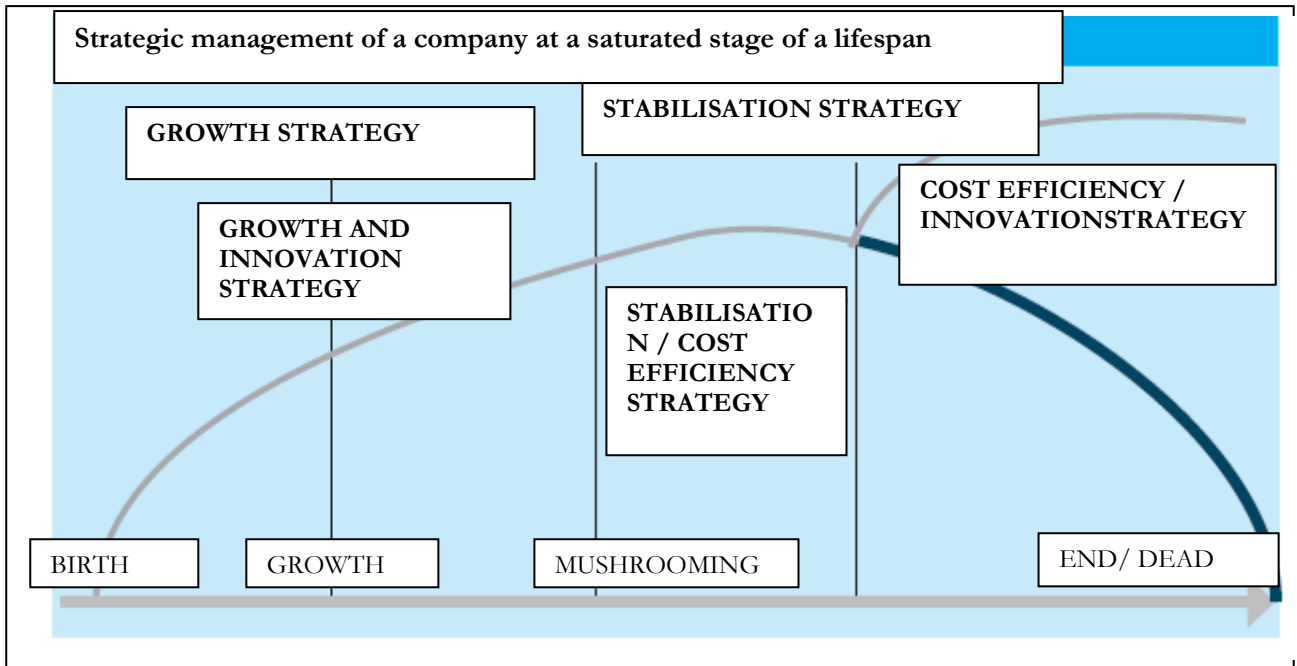 Strategic management of a company at a saturated stage of a lifespan
GROWTH STRATEGY
STABILISATION STRATEGY
GROWTH AND
INNOVATION
STRATEGY
COST EFFICIENCY /
INNOVATIONSTRATEGY
STABILISATIO
N / COST
EFFICIENCY
STRATEGY
BIRTH
GROWTH
MUSHROOMING
END/ DEAD